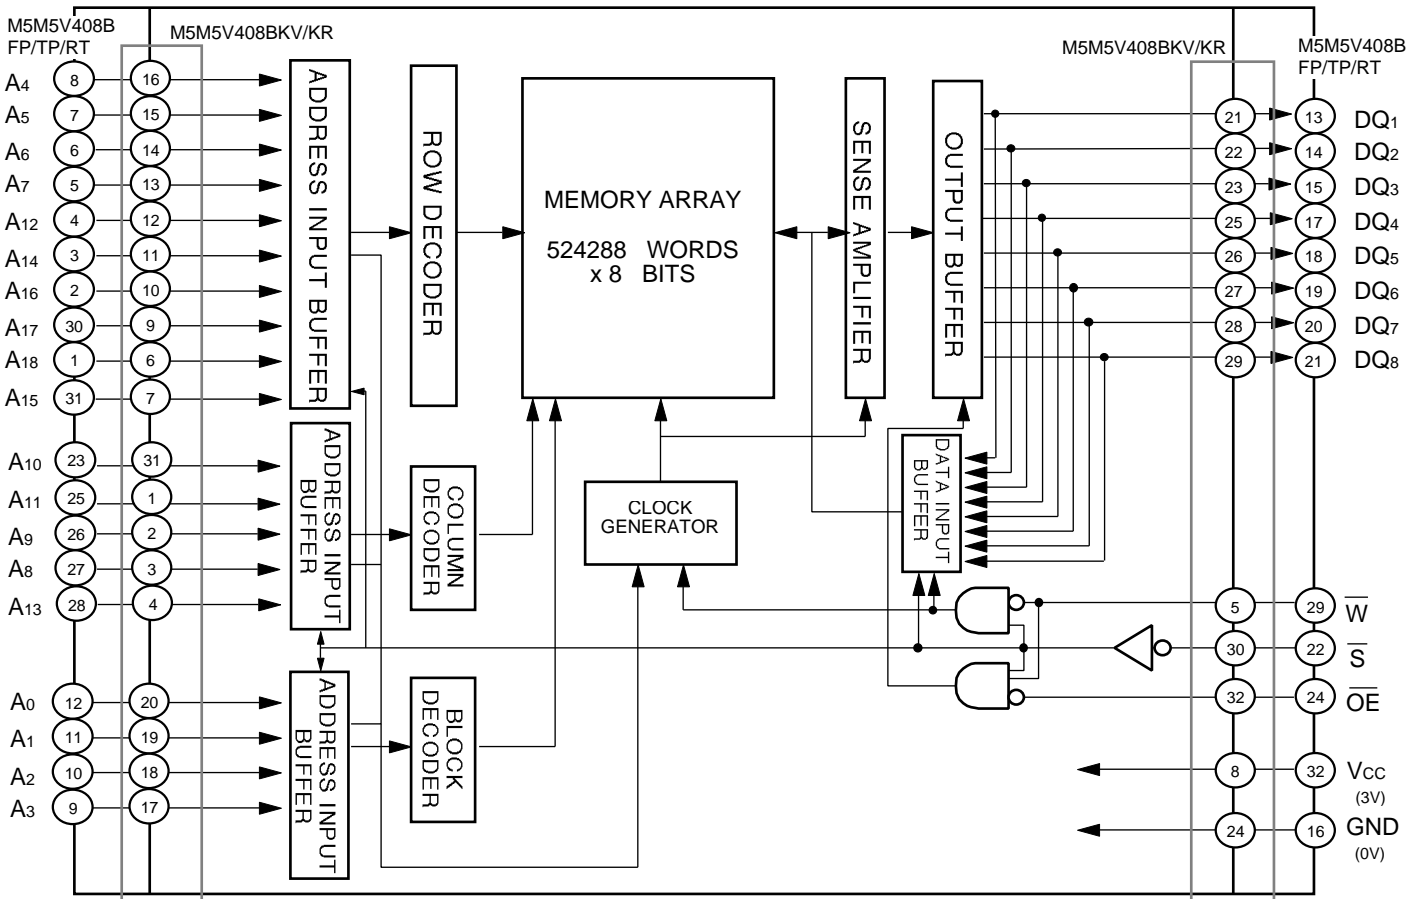 M5M5V408B
FP/TP/RT
M5M5V408BKV/KR
M5M5V408BKV/KR
M5M5V408B
FP/TP/RT
A4 8 16
A5 7 15
A6 6 14
A7 5 13
A12 4 12
A14 3 11
A16 2 10
A17 30 9
A18 1 6
A15 31 7
A10 23 31
A11 25 1
A9 26 2
A8 27 3
A13 28 4
A0 12 20
A1 11 19
A2 10 18
A3 9 17
ADDRESS INPUT BUFFER
ROW DECODER
MEMORY ARRAY
524288 WORDS
x 8 BITS
SENSE AMPLIFIER
OUTPUT BUFFER
ADDRESS INPUT
BUFFER
COLUMN
DECODER
CLOCK
GENERATOR
DATA INPUT
BUFFER
ADDRESS INPUT
BUFFER
BLOCK
DECODER
21 13 DQ1
22 14 DQ2
23 15 DQ3
25 17 DQ4
26 18 DQ5
27 19 DQ6
28 20 DQ7
29 21 DQ8
5 29 W̅
30 22 S̅
32 24 O̅E̅
8 32 VCC
(3V)
24 16 GND
(0V)